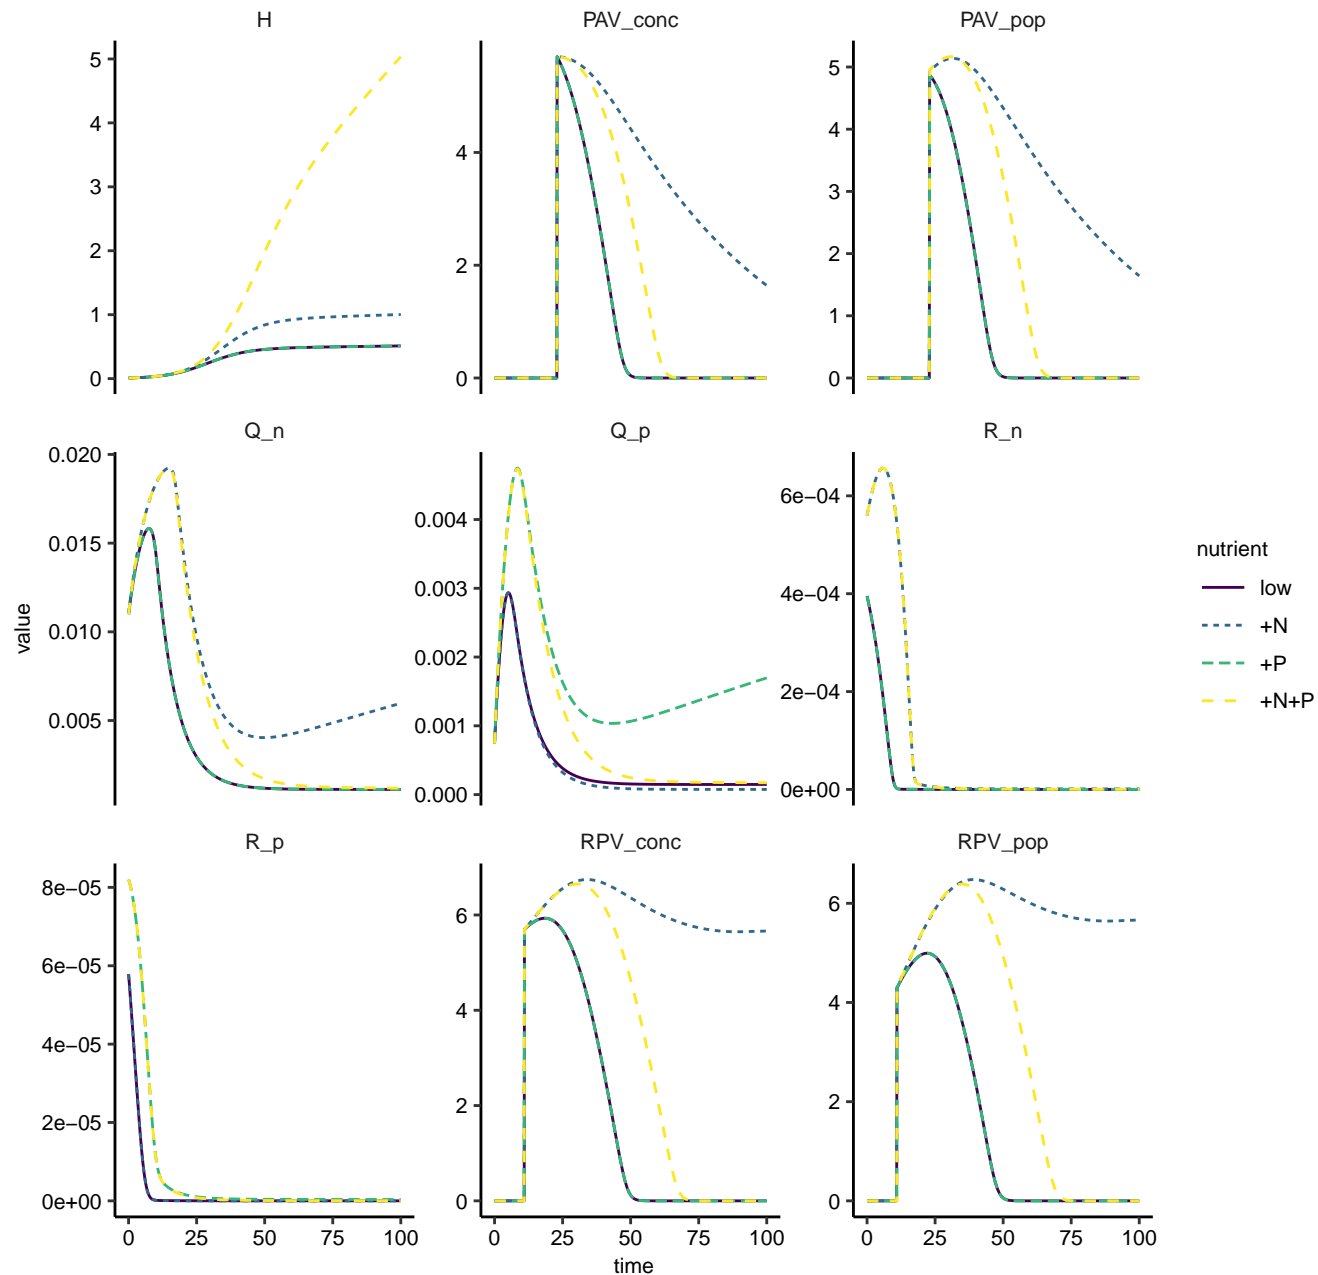 H
PAV_conc
PAV_pop
5
4
3
2
1
0
4
2
0
5
4
3
2
1
0
Q_n
Q_p
R_n
0.020
0.015
0.010
0.005
0.004
0.003
0.002
0.001
0.000
6e−04
4e−04
2e−04
0e+00
R_p
RPV_conc
RPV_pop
8e−05
6e−05
4e−05
2e−05
0e+00
6
4
2
0
6
4
2
0
0 25 50 75 100
0 25 50 75 100
0 25 50 75 100
time
value
nutrient
low
+N
+P
+N+P